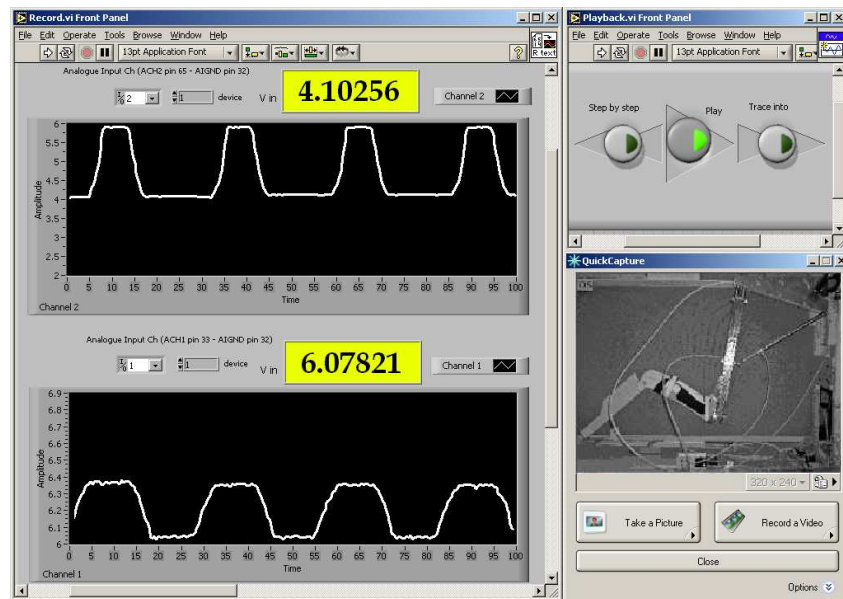 Record.vi Front Panel
File Edit Operate Tools Browse Window Help
13pt Application Font
R text
Analogue Input Ch (ACH2 pin 65 - AIGND pin 32)
2 1 device V in 4.10256 Channel 2
6
5.5
5
4.5
4
3.5
3
2.5
2
Amplitude
0 5 10 15 20 25 30 35 40 45 50 55 60 65 70 75 80 85 90 95 100
Time
Channel 2
Analogue Input Ch (ACH1 pin 33 - AIGND pin 32)
1 1 device V in 6.07821 Channel 1
6.9
6.8
6.6
6.5
6.4
6.3
6.2
6.1
6
Amplitude
0 5 10 15 20 25 30 35 40 45 50 55 60 65 70 75 80 85 90 95 100
Time
Channel 1
Playback.vi Front Panel
File Edit Operate Tools Browse Window Help
13pt Application Font
Step by step Play Trace into
QuickCapture
320 x 240
Take a Picture Record a Video
Close
Options